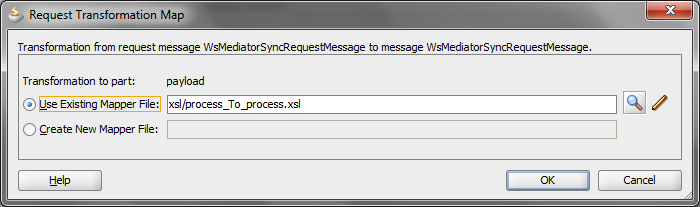 Request Transformation Map
Transformation from request message WsMediatorSyncRequestMessage to message WsMediatorSyncRequestMessage.
Transformation to part: payload
Use Existing Mapper File: xsl/process_To_process.xsl
Create New Mapper File:
Help OK Cancel